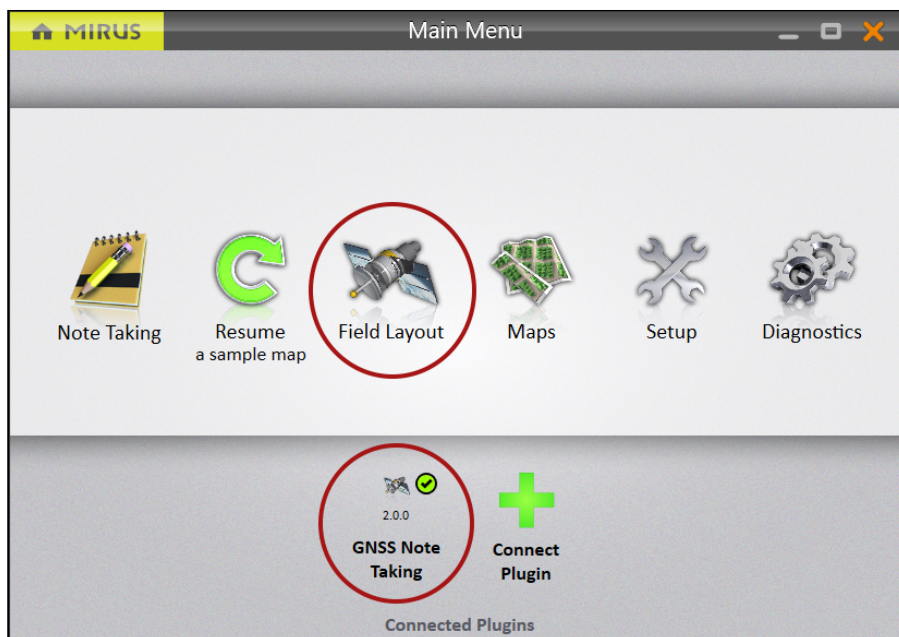 MIRUS
Main Menu
Note Taking
Resume
a sample map
Field Layout
Maps
Setup
Diagnostics
2.0.0
GNSS Note
Taking
Connect
Plugin
Connected Plugins